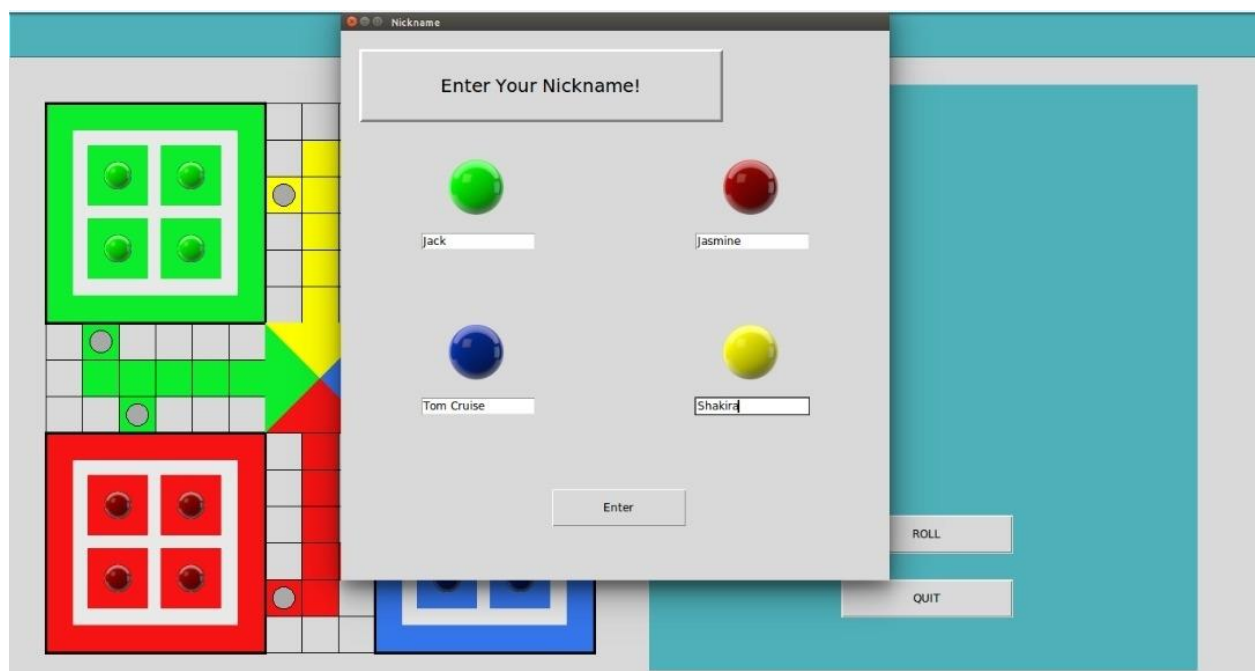 Nickname
Enter Your Nickname!
Jack
Jasmine
Tom Cruise
Shakira
Enter
ROLL
QUIT